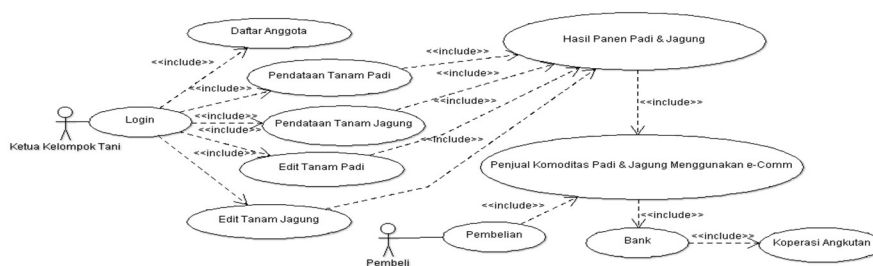 Daftar Anggota
Hasil Panen Padi & Jagung
<<include>>
<<include>>
Pendataan Tanam Padi
<<include>>
<<include>>
Login
<<include>>
<<include>>
Pendataan Tanam Jagung
<<include>>
<<include>>
Ketua Kelompok Tani
<<include>>
Edit Tanam Padi
Penjual Komoditas Padi & Jagung Menggunakan e-Comm
<<include>>
Edit Tanam Jagung
<<include>>
<<include>>
Pembelian
Bank
<<include>>
Koperasi Angkutan
Pembeli